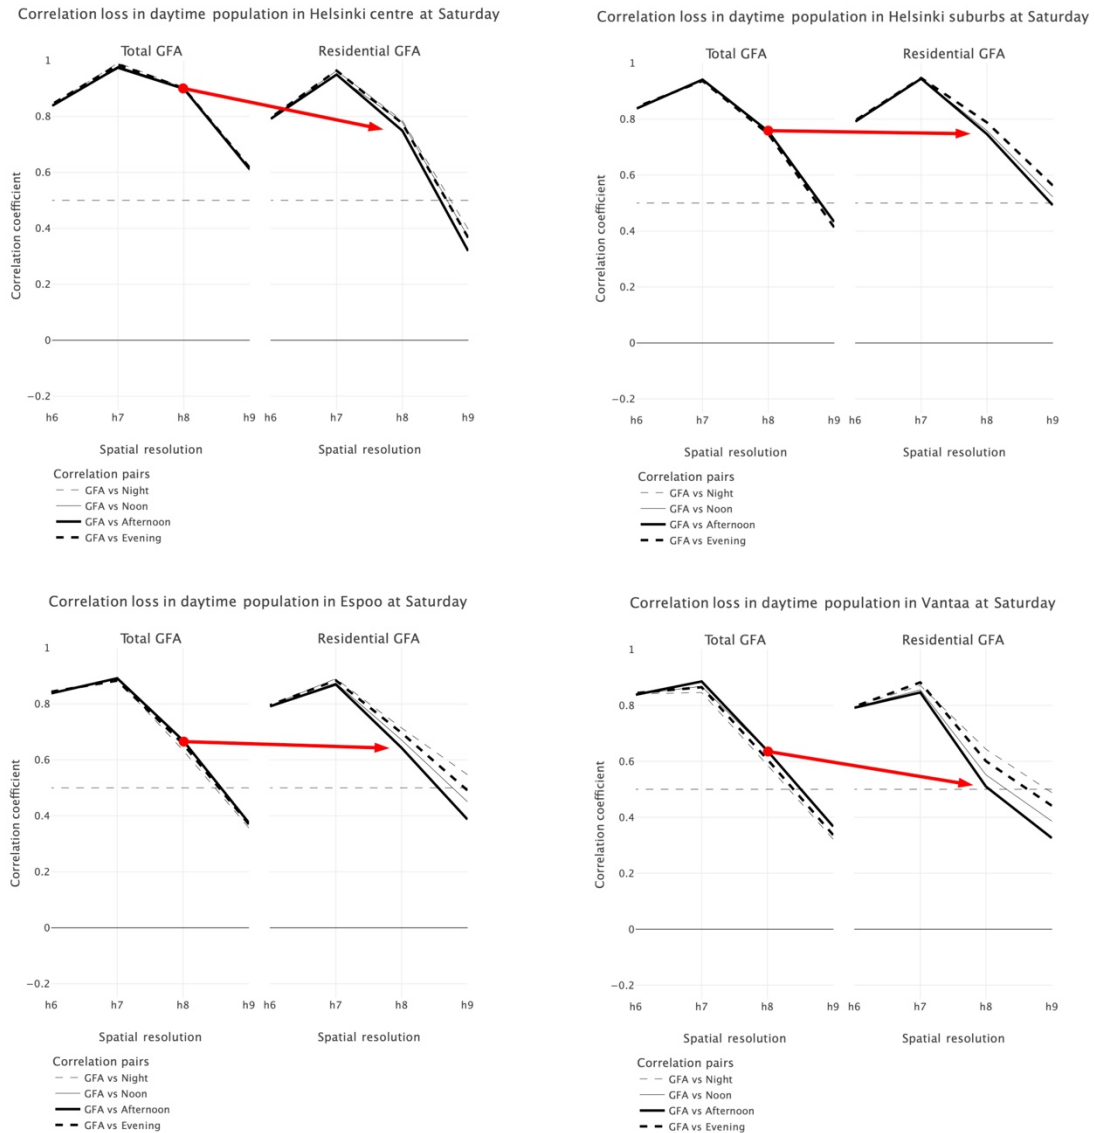 Correlation loss in daytime population in Helsinki centre at Saturday
Total GFA
Residential GFA
Correlation coefficient
1
0.8
0.6
0.4
0.2
0
−0.2
h6
h7
h8
h9
h6
h7
h8
h9
Spatial resolution
Spatial resolution
Correlation pairs
GFA vs Night
GFA vs Noon
GFA vs Afternoon
GFA vs Evening
Correlation loss in daytime population in Helsinki suburbs at Saturday
Total GFA
Residential GFA
Correlation coefficient
1
0.8
0.6
0.4
0.2
0
−0.2
h6
h7
h8
h9
h6
h7
h8
h9
Spatial resolution
Spatial resolution
Correlation pairs
GFA vs Night
GFA vs Noon
GFA vs Afternoon
GFA vs Evening
Correlation loss in daytime population in Espoo at Saturday
Total GFA
Residential GFA
Correlation coefficient
1
0.8
0.6
0.4
0.2
0
−0.2
h6
h7
h8
h9
h6
h7
h8
h9
Spatial resolution
Spatial resolution
Correlation pairs
GFA vs Night
GFA vs Noon
GFA vs Afternoon
GFA vs Evening
Correlation loss in daytime population in Vantaa at Saturday
Total GFA
Residential GFA
Correlation coefficient
1
0.8
0.6
0.4
0.2
0
−0.2
h6
h7
h8
h9
h6
h7
h8
h9
Spatial resolution
Spatial resolution
Correlation pairs
GFA vs Night
GFA vs Noon
GFA vs Afternoon
GFA vs Evening